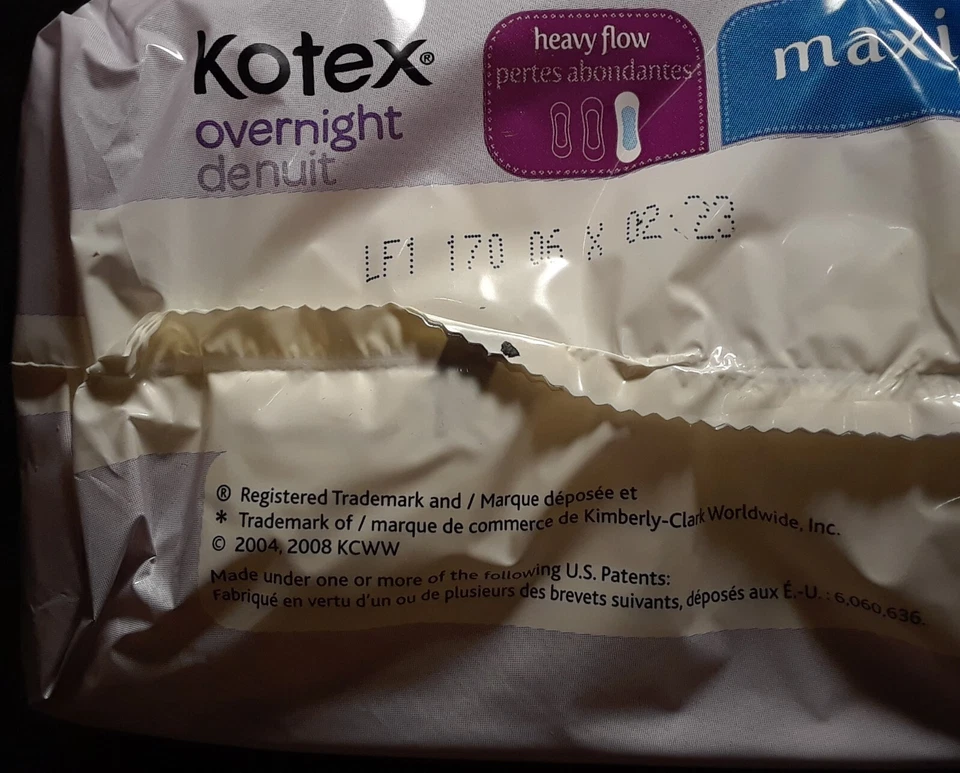 Kotex®
overnight
de nuit
heavy flow
pertes abondantes
maxi
LF1 170 06 X 02:23
® Registered Trademark and / Marque déposée et
* Trademark of / marque de commerce de Kimberly-Clark Worldwide, Inc.
© 2004, 2008 KCWW
Made under one or more of the following U.S. Patents:
Fabriqué en vertu d'un ou de plusieurs des brevets suivants, déposés aux É.-U. : 6,060,636.